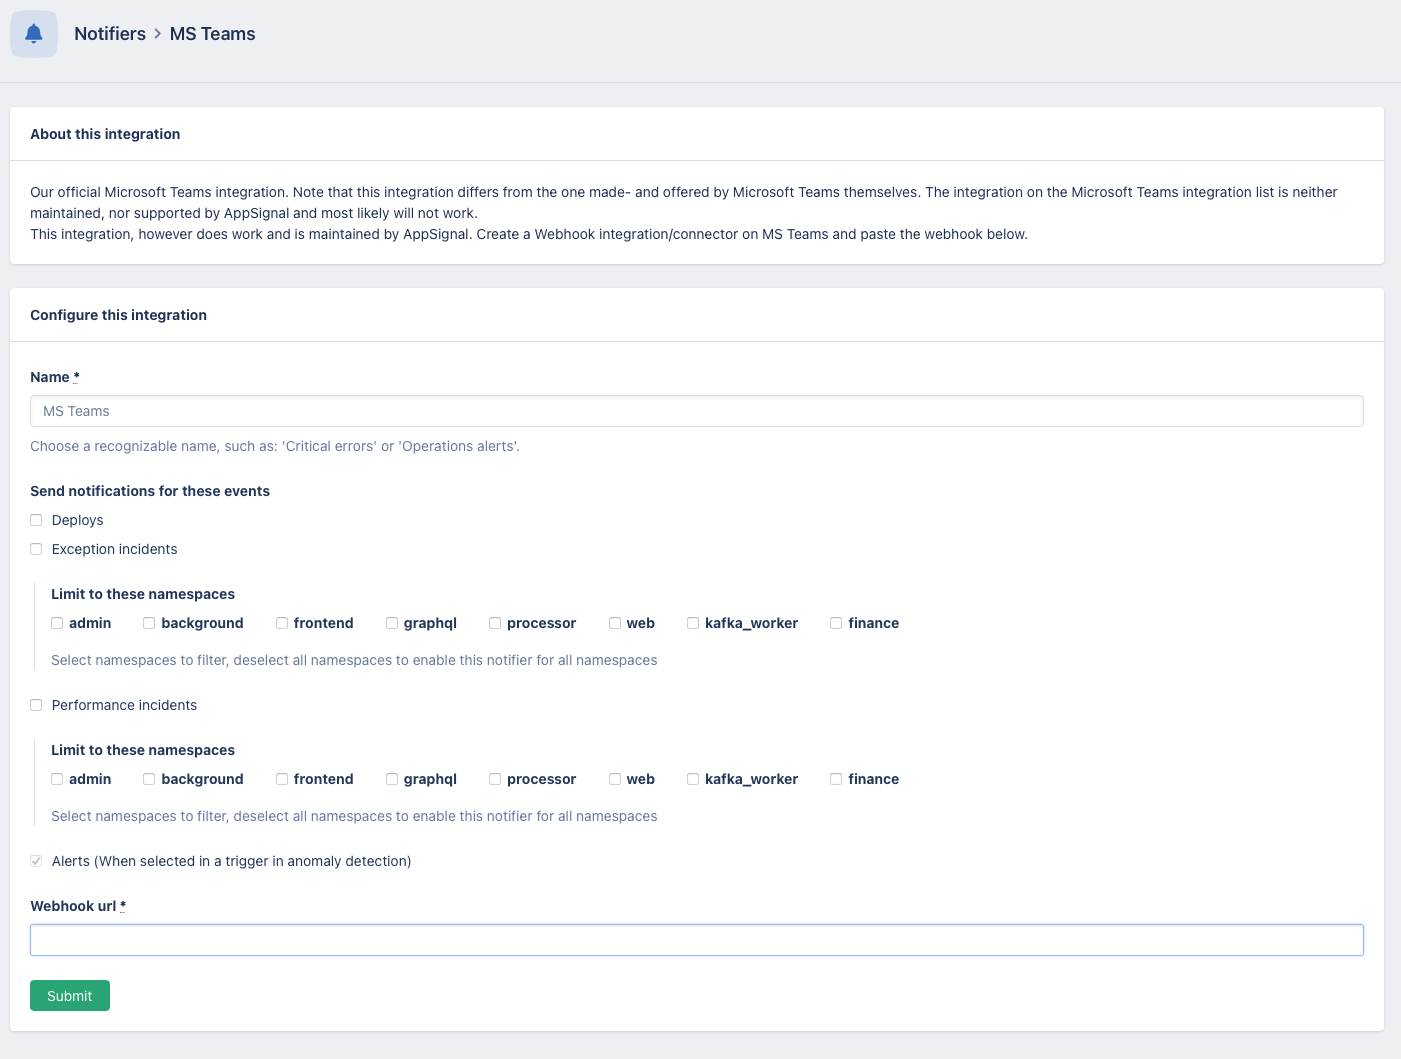 Notifiers > MS Teams
About this integration
Our official Microsoft Teams integration. Note that this integration differs from the one made- and offered by Microsoft Teams themselves. The integration on the Microsoft Teams integration list is neither
maintained, nor supported by AppSignal and most likely will not work.
This integration, however does work and is maintained by AppSignal. Create a Webhook integration/connector on MS Teams and paste the webhook below.
Configure this integration
Name *
MS Teams
Choose a recognizable name, such as: 'Critical errors' or 'Operations alerts'.
Send notifications for these events
Deploys
Exception incidents
Limit to these namespaces
admin background frontend graphql processor web kafka_worker finance
Select namespaces to filter, deselect all namespaces to enable this notifier for all namespaces
Performance incidents
Limit to these namespaces
admin background frontend graphql processor web kafka_worker finance
Select namespaces to filter, deselect all namespaces to enable this notifier for all namespaces
Alerts (When selected in a trigger in anomaly detection)
Webhook url *
Submit